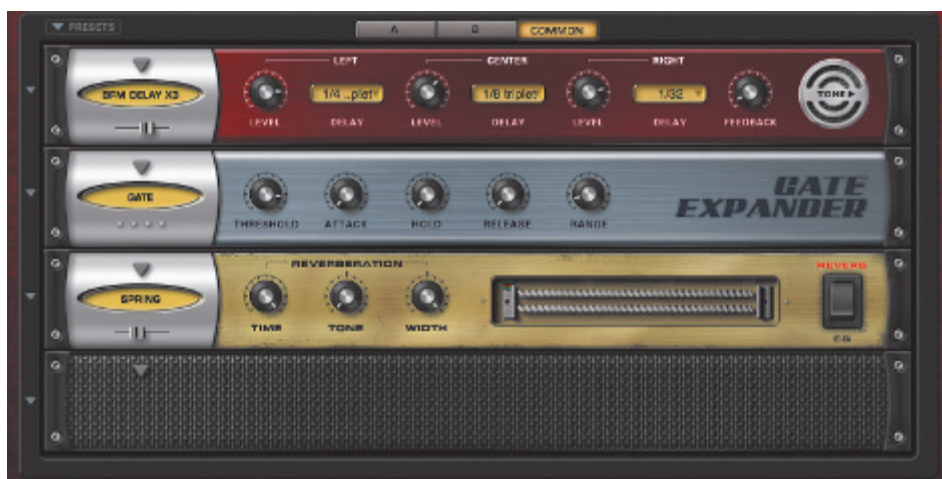 PRESETS
A B COMMON
LEFT CENTER RIGHT
BPM DELAY X3 1/4 ..plet 1/8 triplet 1/32 TONE
LEVEL DELAY LEVEL DELAY LEVEL DELAY FEEDBACK
GATE
THRESHOLD ATTACK HOLD RELEASE RANGE
GATE
EXPANDER
REVERBERATION REVERB
SPRING
TIME TONE WIDTH
EG